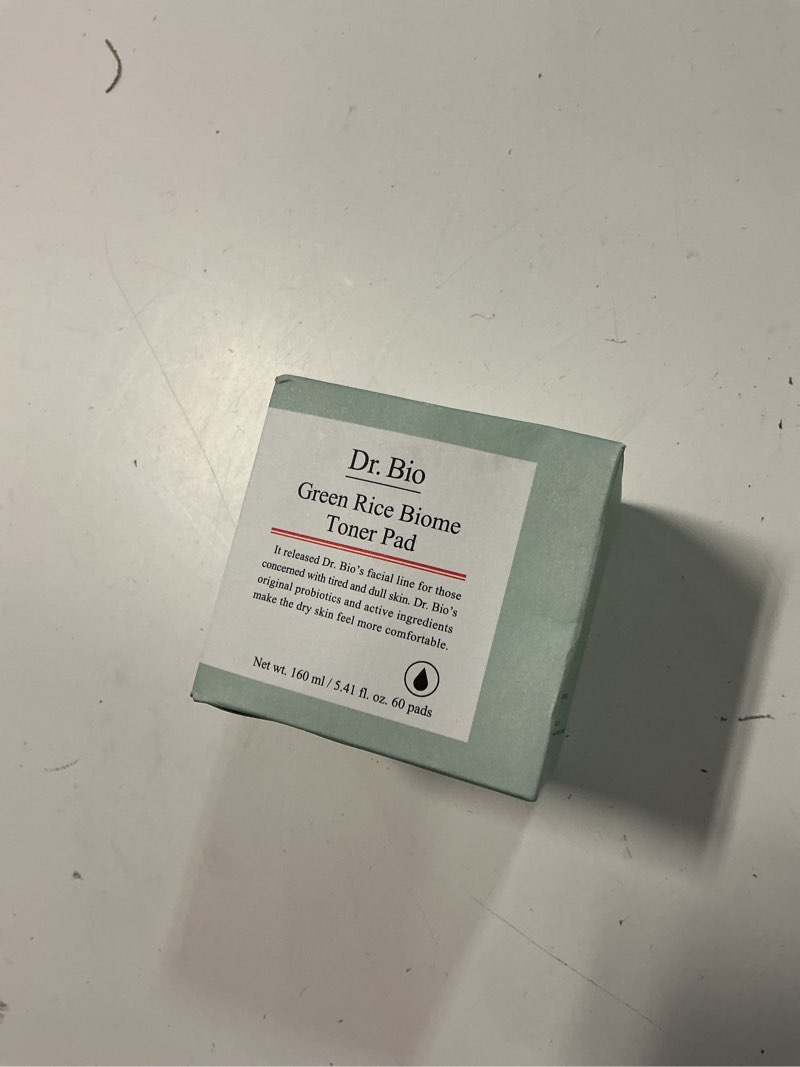 Dr. Bio
Green Rice Biome
Toner Pad
It released Dr. Bio's facial line for those
concerned with tired and dull skin. Dr. Bio's
original probiotics and active ingredients
make the dry skin feel more comfortable.
Net wt. 160 ml / 5.41 fl. oz. 60 pads